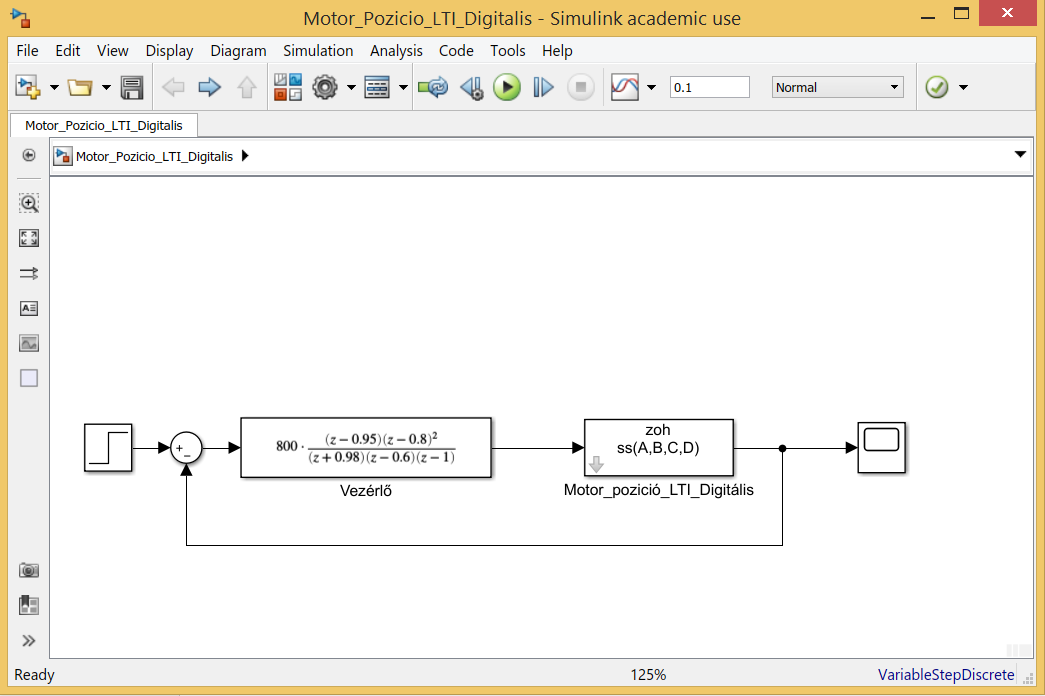 Motor_Pozicio_LTI_Digitalis - Simulink academic use
File Edit View Display Diagram Simulation Analysis Code Tools Help
0.1 Normal
Motor_Pozicio_LTI_Digitalis
Motor_Pozicio_LTI_Digitalis
+
_
800 · (z − 0.95)(z − 0.8)²
(z + 0.98)(z − 0.6)(z − 1)
Vezérlő
zoh
ss(A,B,C,D)
Motor_pozició_LTI_Digitális
Ready 125% VariableStepDiscrete